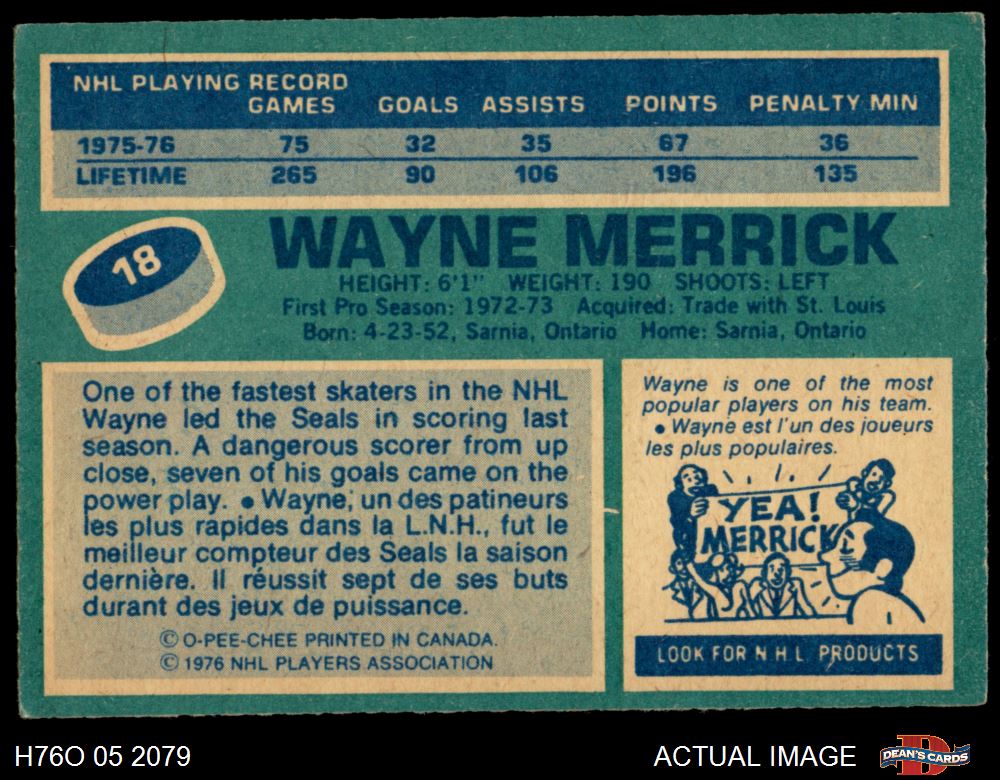 NHL PLAYING RECORD
GAMES GOALS ASSISTS POINTS PENALTY MIN
1975-76 75 32 35 67 36
LIFETIME 265 90 106 196 135
18
WAYNE MERRICK
HEIGHT: 6'1" WEIGHT: 190 SHOOTS: LEFT
First Pro Season: 1972-73 Acquired: Trade with St. Louis
Born: 4-23-52, Sarnia, Ontario Home: Sarnia, Ontario
One of the fastest skaters in the NHL
Wayne led the Seals in scoring last
season. A dangerous scorer from up
close, seven of his goals came on the
power play. • Wayne, un des patineurs
les plus rapides dans la L.N.H., fut le
meilleur compteur des Seals la saison
dernière. Il réussit sept de ses buts
durant des jeux de puissance.
© O-PEE-CHEE PRINTED IN CANADA.
© 1976 NHL PLAYERS ASSOCIATION
Wayne is one of the most
popular players on his team.
• Wayne est l'un des joueurs
les plus populaires.
YEA!
MERRICK
LOOK FOR N.H.L. PRODUCTS
H76O 05 2079
ACTUAL IMAGE
D
DEAN'S CARDS